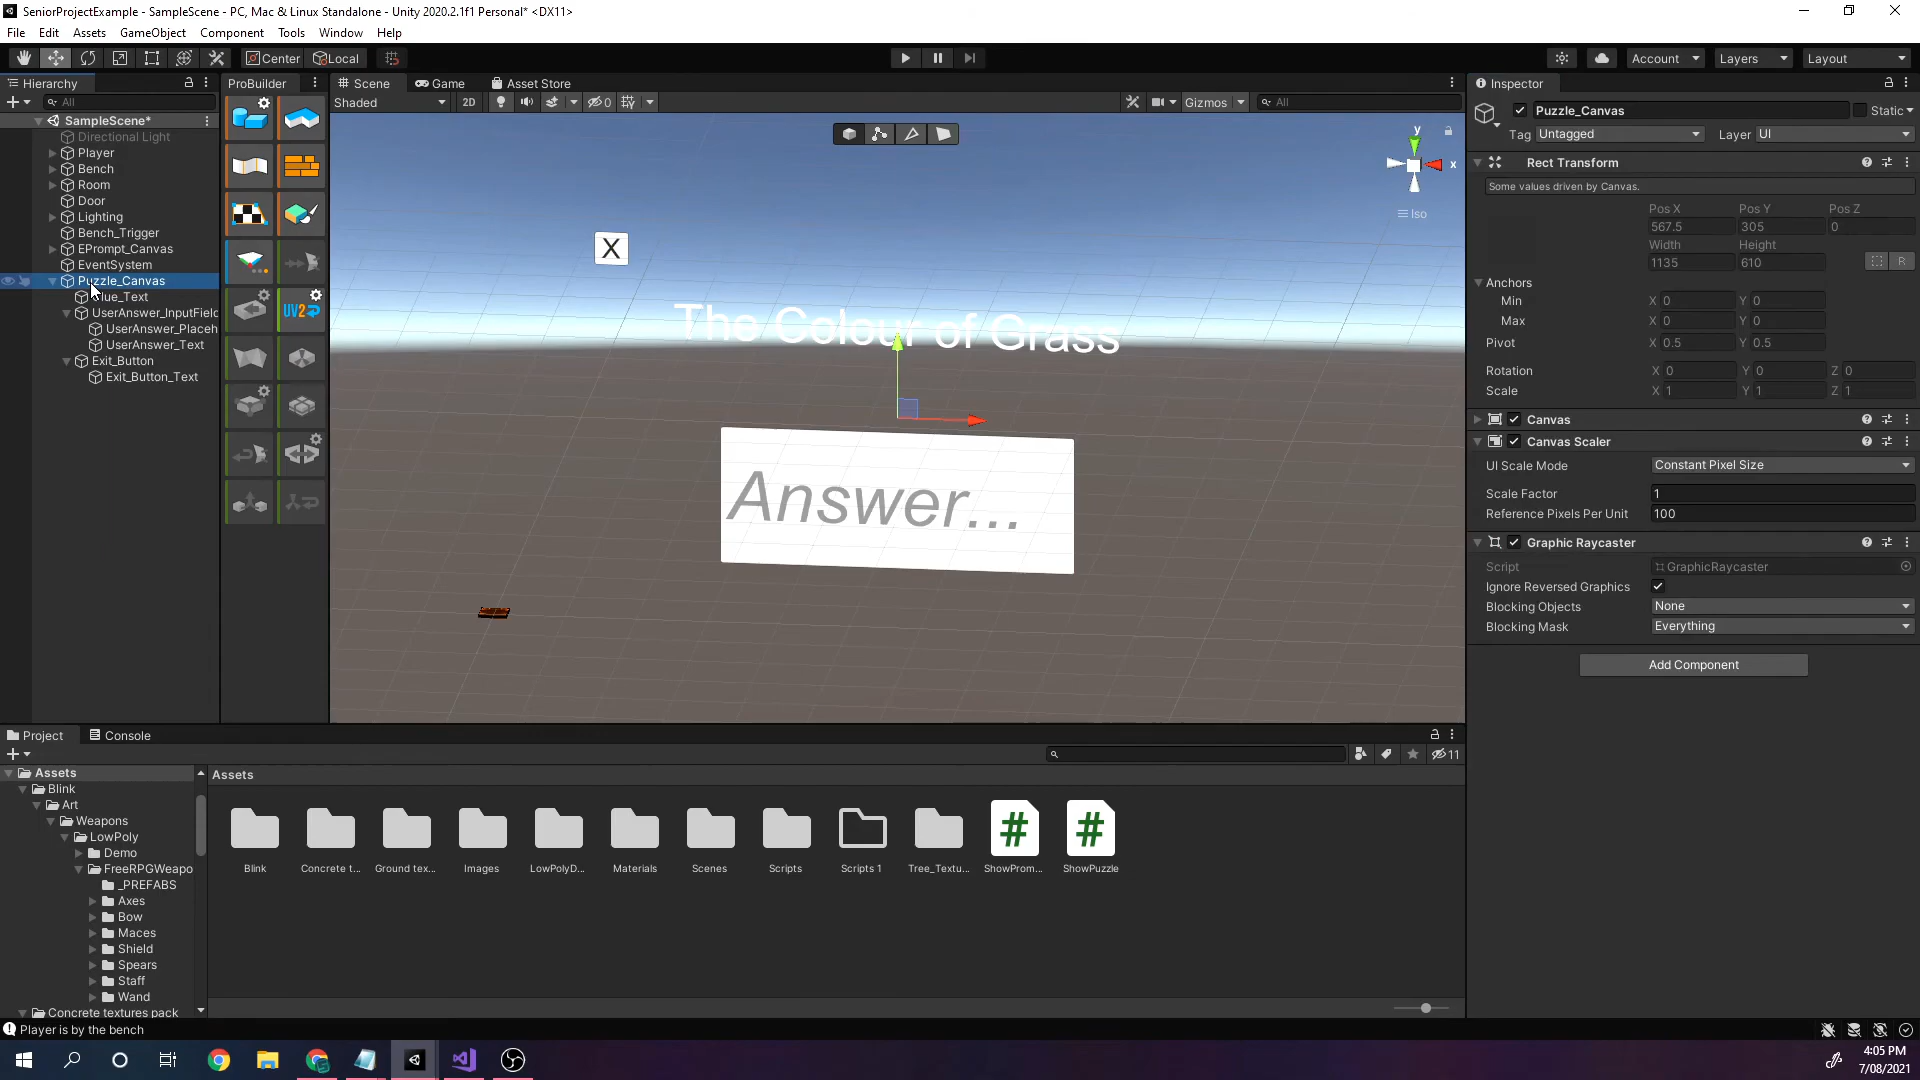 SeniorProjectExample - SampleScene - PC, Mac & Linux Standalone - Unity 2020.2.1f1 Personal* <DX11>
File Edit Assets GameObject Component Tools Window Help
Center Local Account Layers Layout
Hierarchy
All
SampleScene*
Directional Light
Player
Bench
Room
Door
Lighting
Bench_Trigger
EPrompt_Canvas
EventSystem
Puzzle_Canvas
lue_Text
UserAnswer_InputField
UserAnswer_Placeh
UserAnswer_Text
Exit_Button
Exit_Button_Text
ProBuilder
UV2
Scene Game Asset Store
Shaded 2D 0 Gizmos All
y
x
Iso
X
The Colour of Grass
Answer...
Inspector
Puzzle_Canvas Static
Tag Untagged Layer UI
Rect Transform
Some values driven by Canvas.
Pos X Pos Y Pos Z
567.5 305 0
Width Height
1135 610 R
Anchors
Min X 0 Y 0
Max X 0 Y 0
Pivot X 0.5 Y 0.5
Rotation X 0 Y 0 Z 0
Scale X 1 Y 1 Z 1
Canvas
Canvas Scaler
UI Scale Mode Constant Pixel Size
Scale Factor 1
Reference Pixels Per Unit 100
Graphic Raycaster
Script GraphicRaycaster
Ignore Reversed Graphics
Blocking Objects None
Blocking Mask Everything
Add Component
Project Console
11
Assets
Blink
Art
Weapons
LowPoly
Demo
FreeRPGWeapo
_PREFABS
Axes
Bow
Maces
Shield
Spears
Staff
Wand
Concrete textures pack
Assets
Blink Concrete t... Ground tex... Images LowPolyD... Materials Scenes Scripts Scripts 1 Tree_Textu... ShowProm... ShowPuzzle
Player is by the bench
4:05 PM
7/08/2021